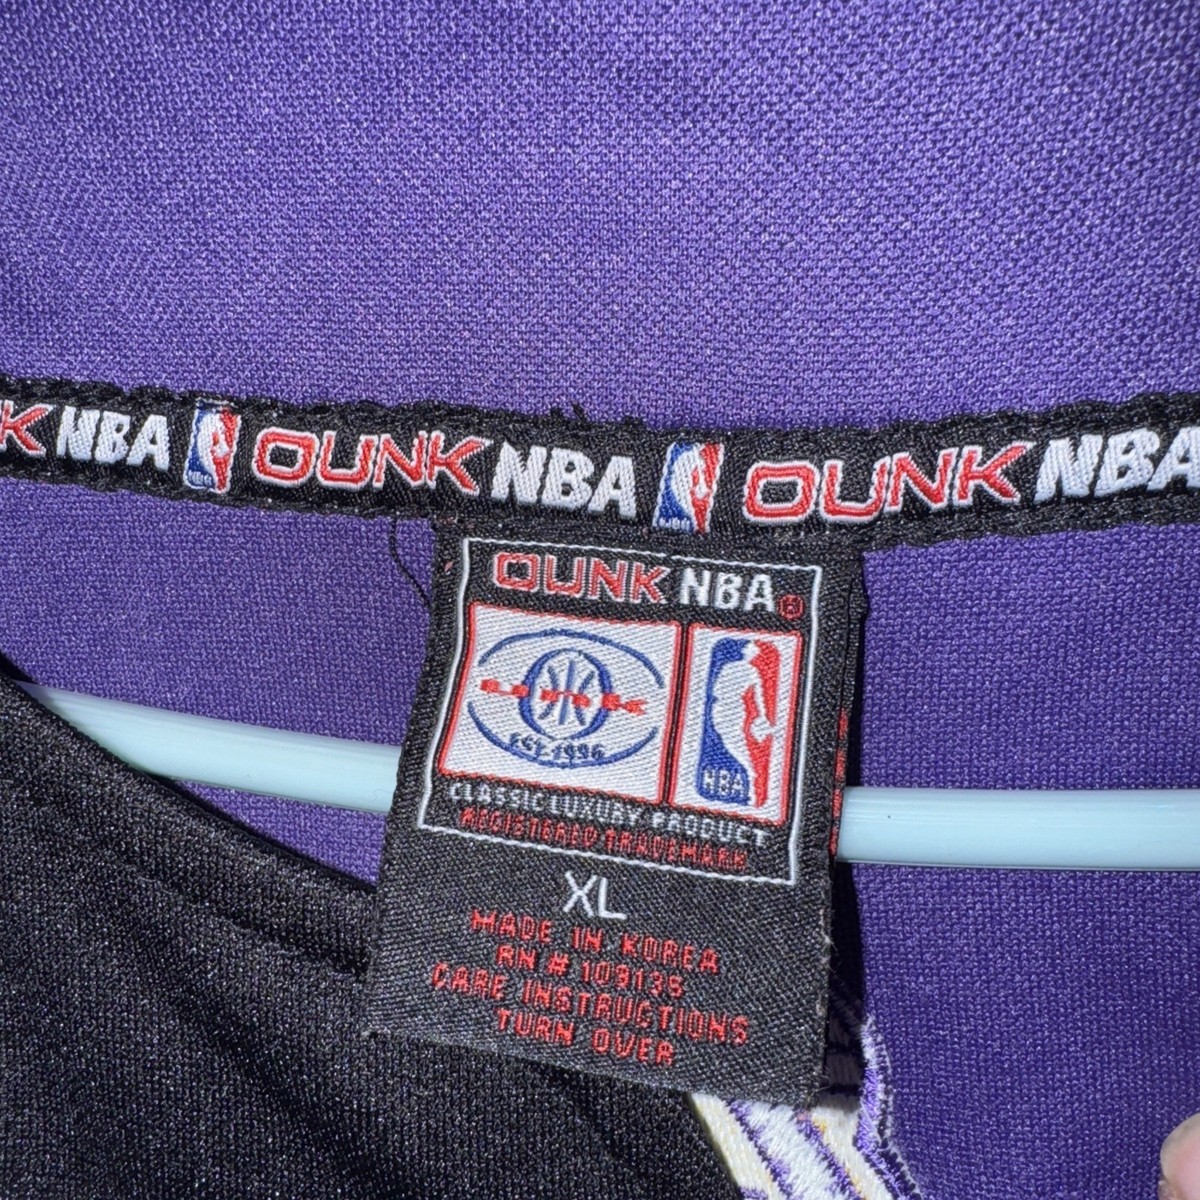 K NBA OUNK NBA OUNK NBA
OUNK NBA ®
EST. 1996
NBA
CLASSIC LUXURY PRODUCT
REGISTERED TRADEMARK
XL
MADE IN KOREA
RN # 109135
CARE INSTRUCTIONS
TURN OVER